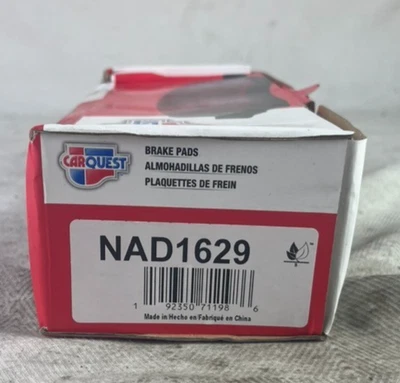 CARQUEST
BRAKE PADS
ALMOHADILLAS DE FRENOS
PLAQUETTES DE FREIN
NAD1629
1 92350 71198 6
Made in Hecho en Fabriqué en China